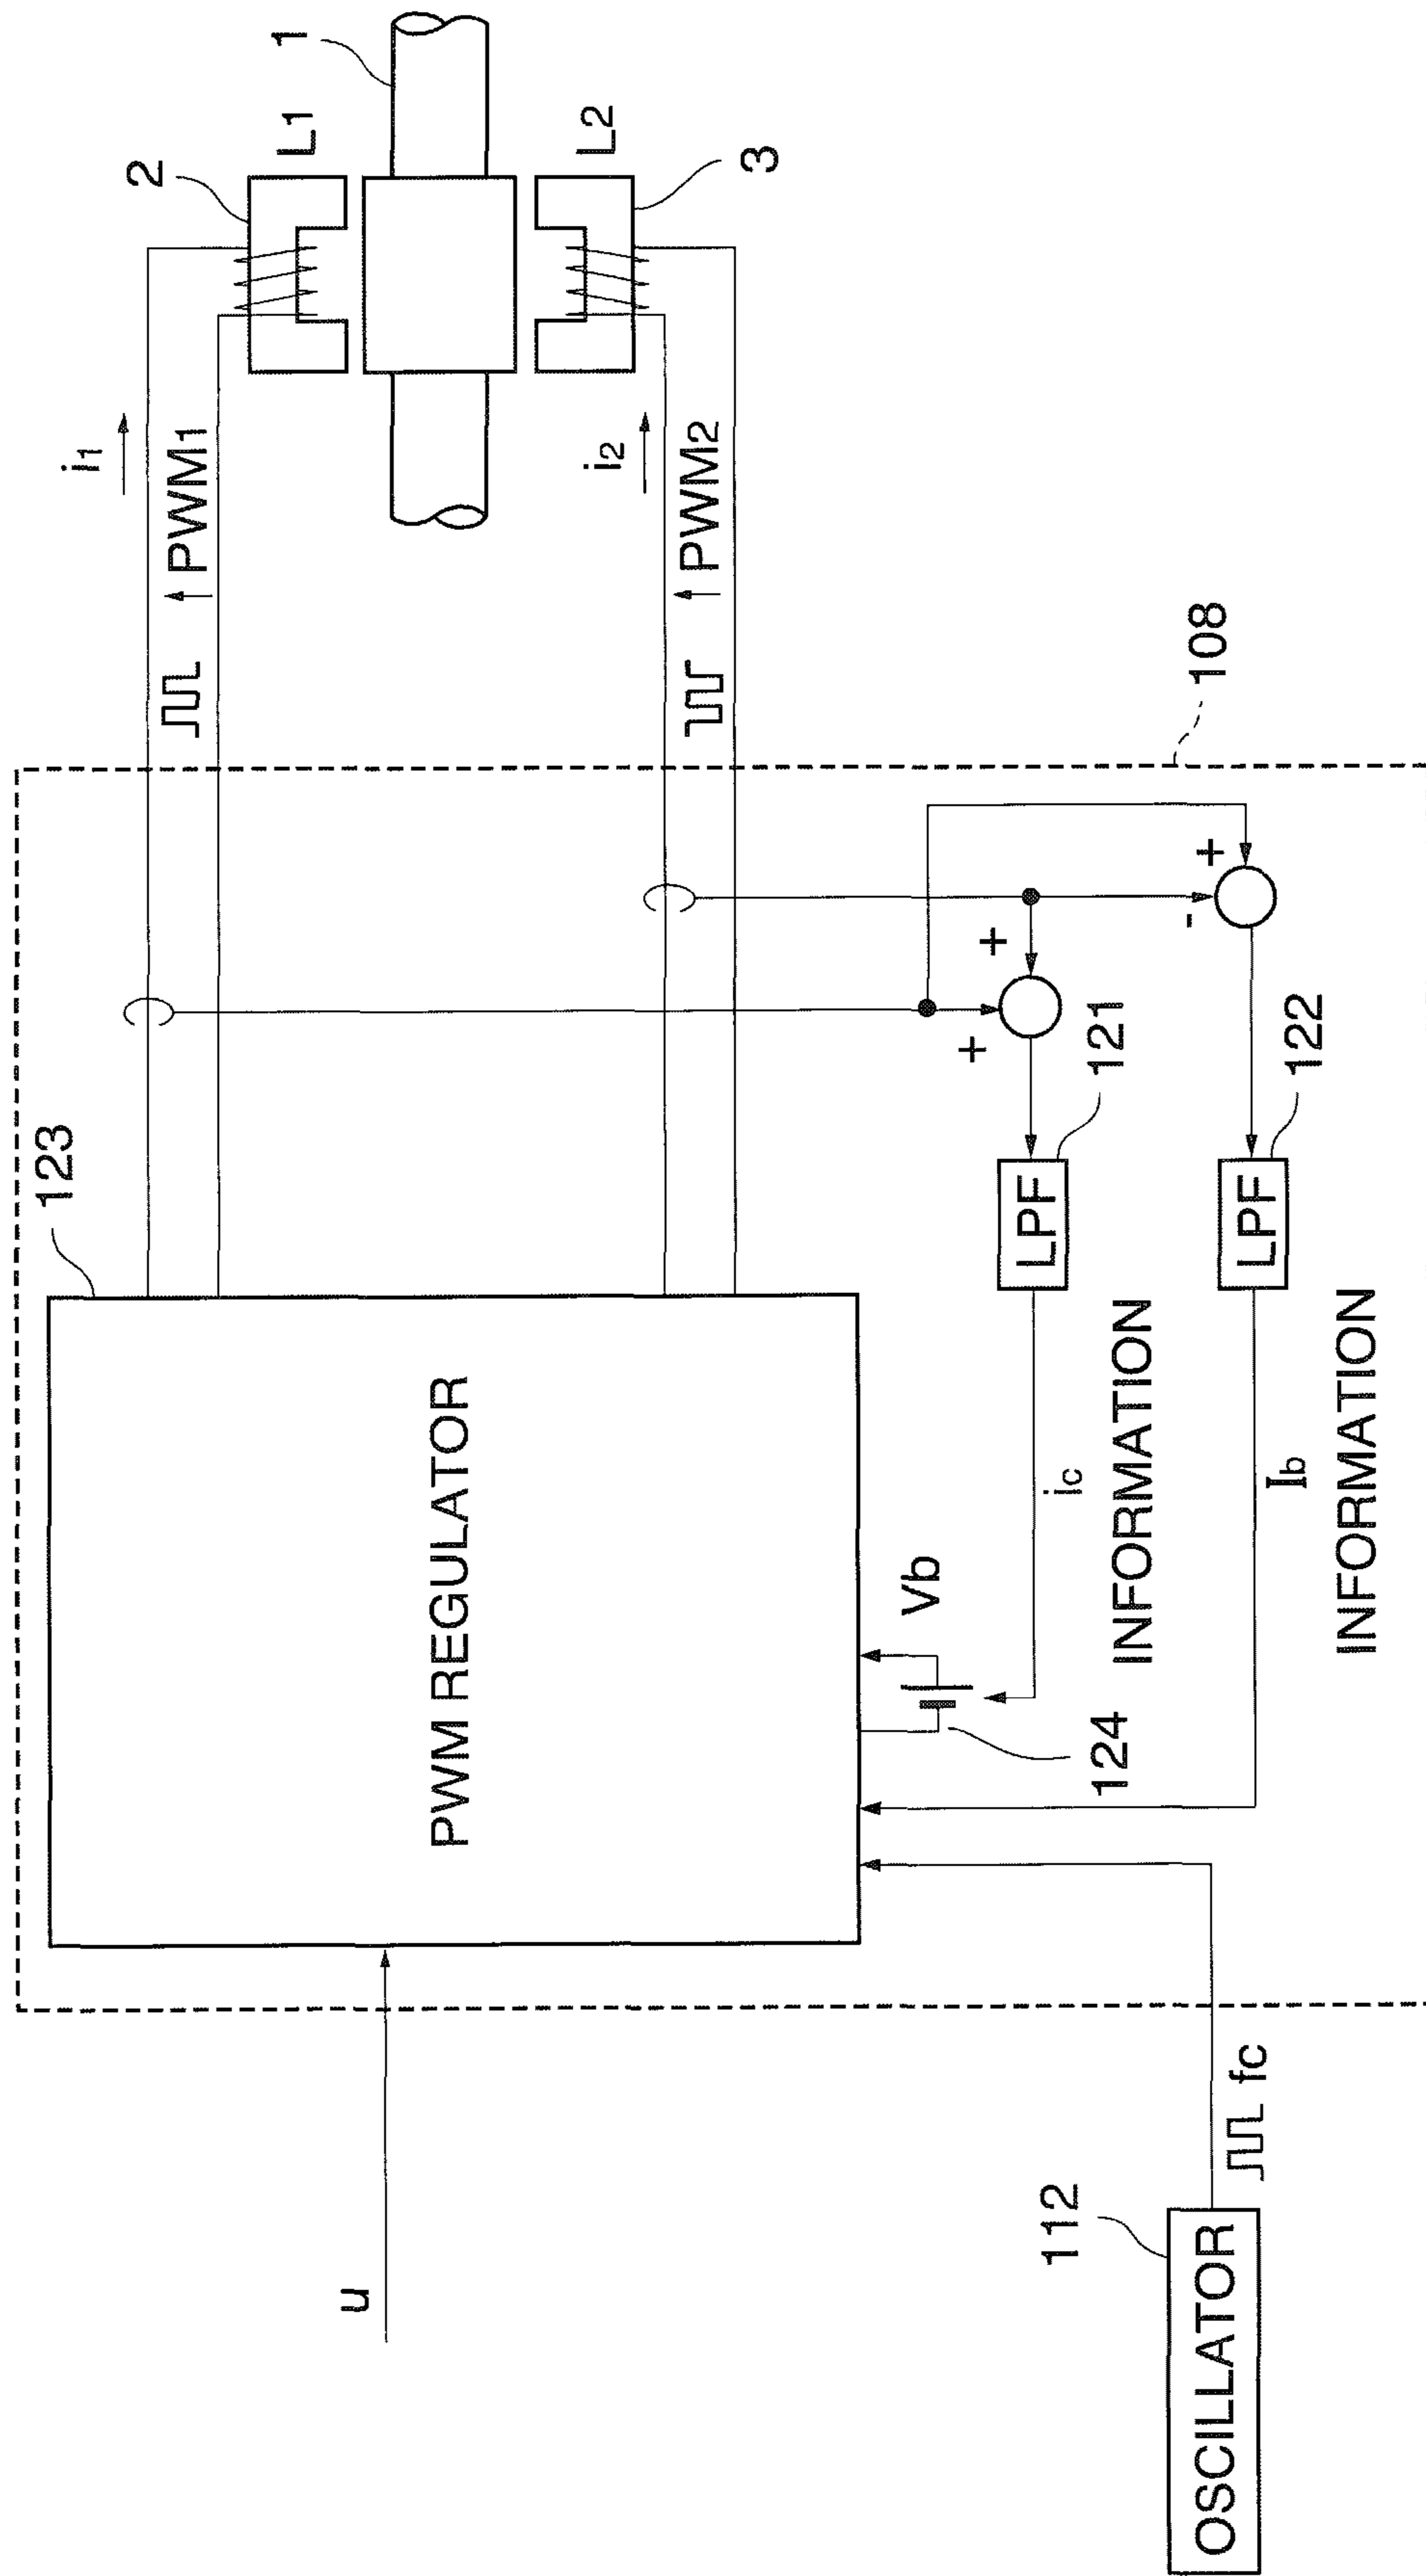 123
PWM REGULATOR
u
i1
PWM1
2
L1
1
i2
PWM2
L2
3
108
+
+
+
-
121
LPF
122
LPF
Vb
124
ic
INFORMATION
Ib
INFORMATION
112
OSCILLATOR
fc